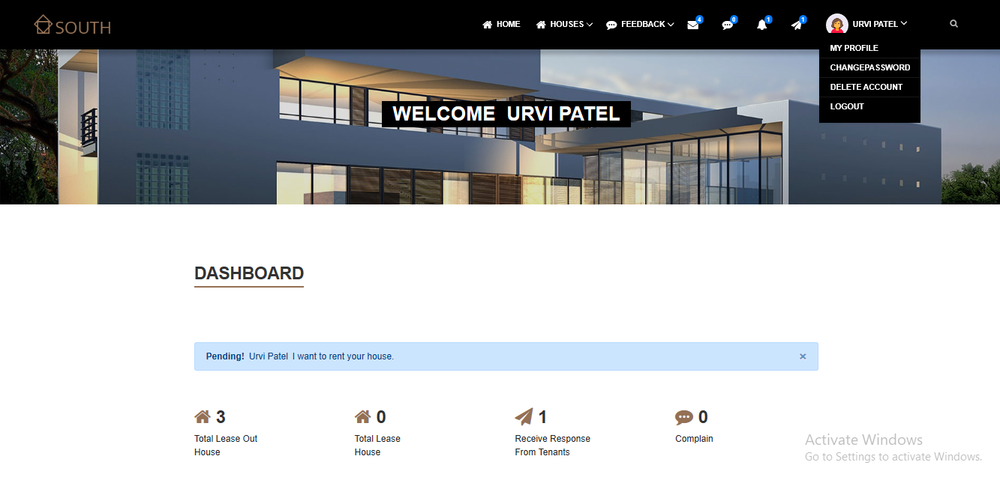 SOUTH
HOME HOUSES FEEDBACK 4 0 1 1 URVI PATEL
MY PROFILE
CHANGEPASSWORD
DELETE ACCOUNT
LOGOUT
WELCOME URVI PATEL
DASHBOARD
Pending! Urvi Patel I want to rent your house. ×
3 0 1 0
Total Lease Out Total Lease Receive Response Complain
House House From Tenants
Activate Windows
Go to Settings to activate Windows.